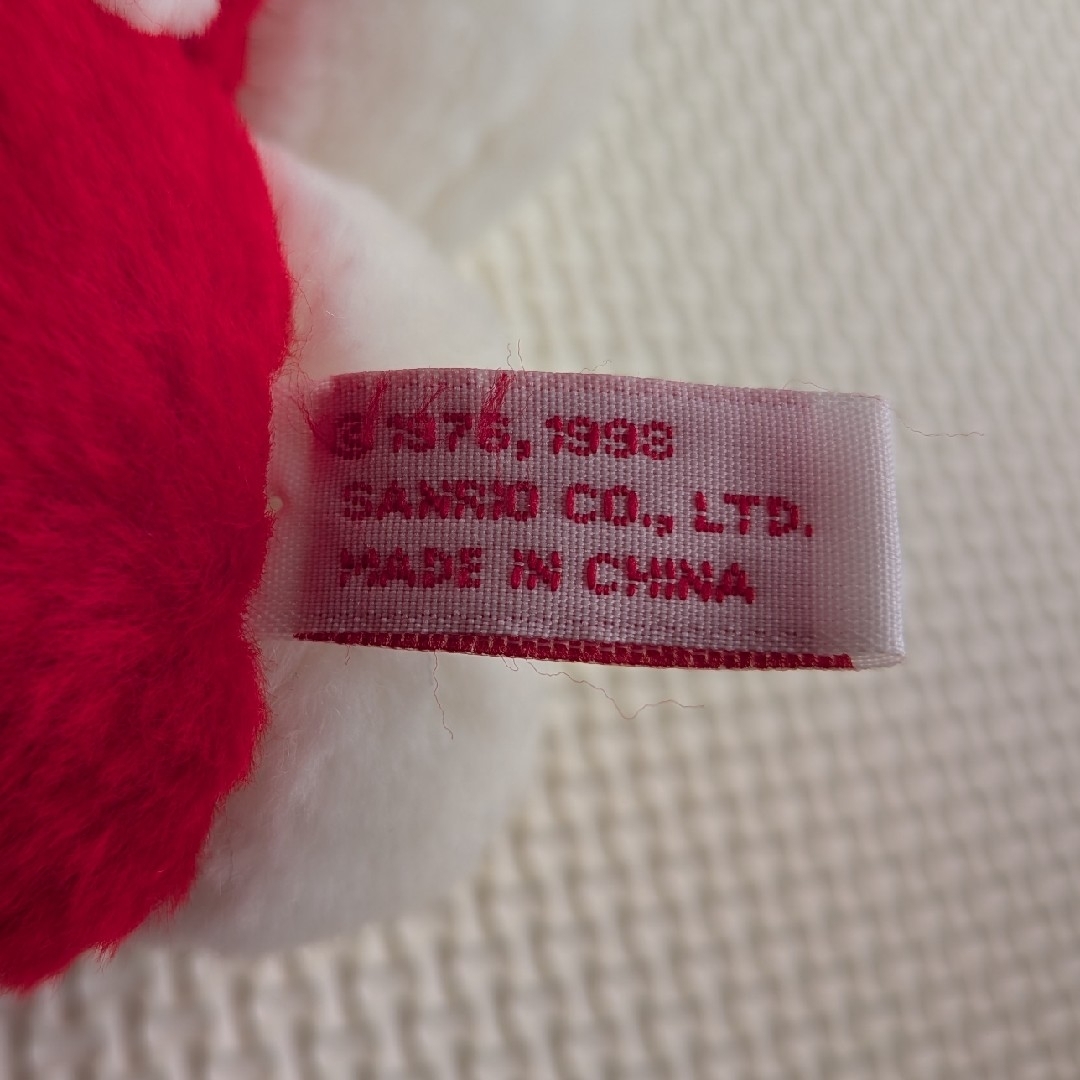 © 1976, 1998
SANRIO CO., LTD.
MADE IN CHINA